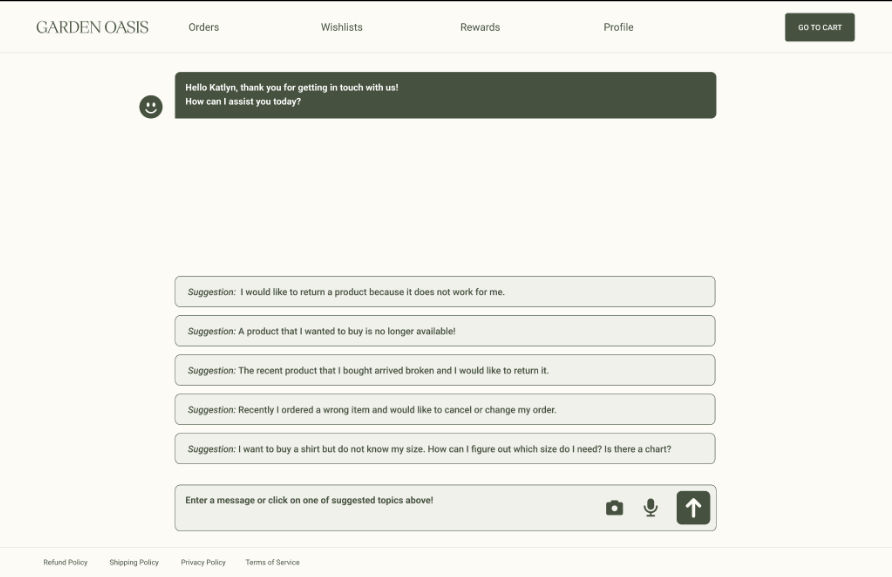 GARDEN OASIS
Orders
Wishlists
Rewards
Profile
GO TO CART
Hello Katlyn, thank you for getting in touch with us!
How can I assist you today?
Suggestion: I would like to return a product because it does not work for me.
Suggestion: A product that I wanted to buy is no longer available!
Suggestion: The recent product that I bought arrived broken and I would like to return it.
Suggestion: Recently I ordered a wrong item and would like to cancel or change my order.
Suggestion: I want to buy a shirt but do not know my size. How can I figure out which size do I need? Is there a chart?
Enter a message or click on one of suggested topics above!
Refund Policy
Shipping Policy
Privacy Policy
Terms of Service